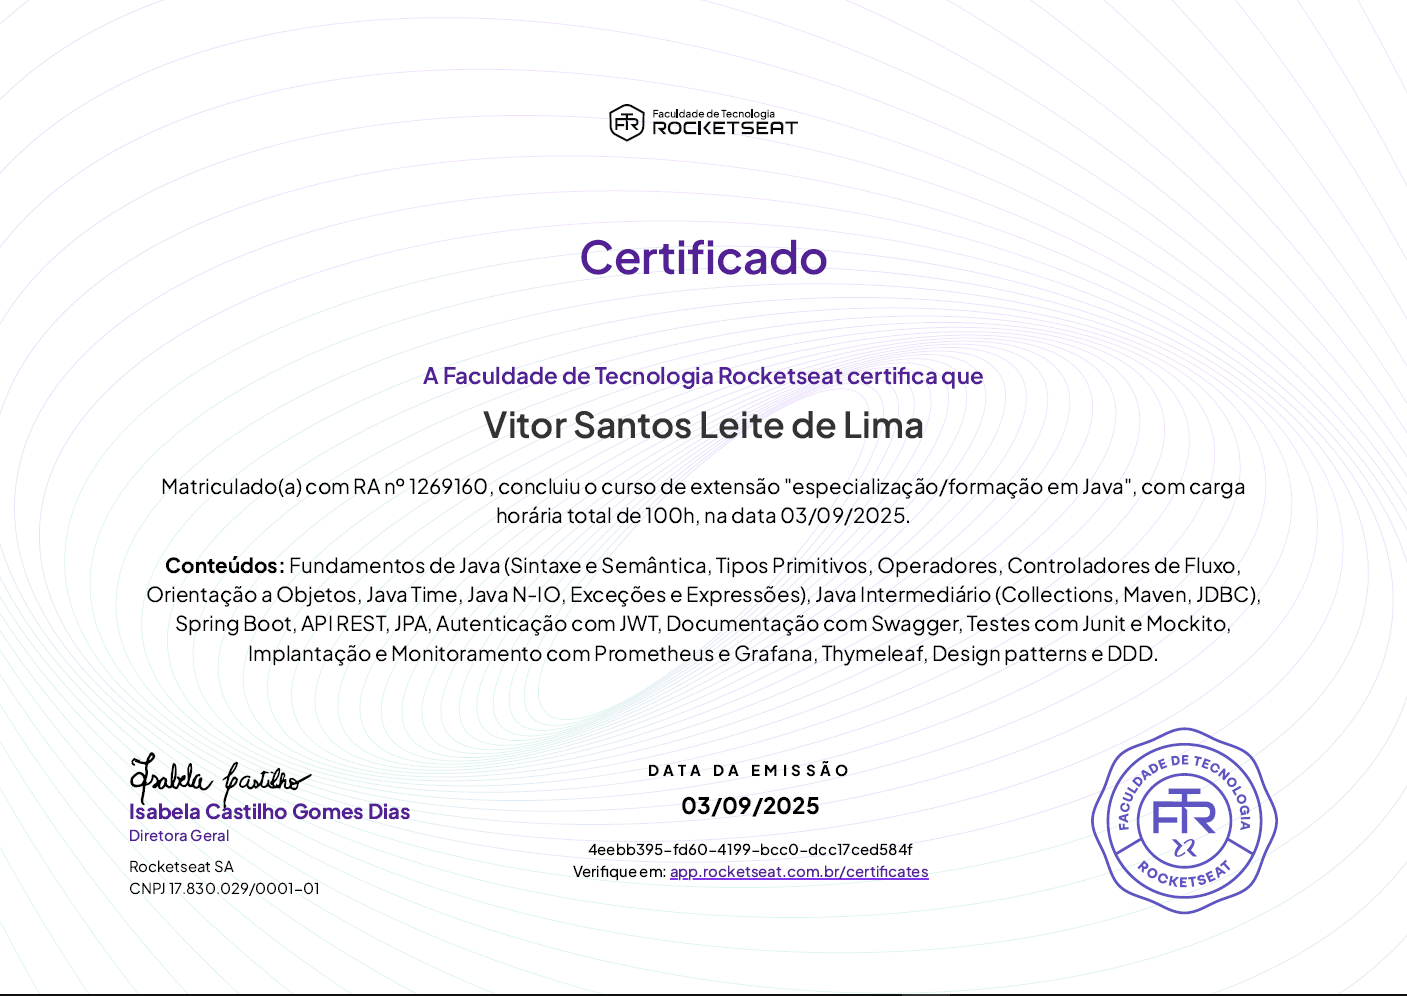 Faculdade de Tecnologia
ROCKETSEAT
Certificado
A Faculdade de Tecnologia Rocketseat certifica que
Vitor Santos Leite de Lima
Matriculado(a) com RA nº 1269160, concluiu o curso de extensão "especialização/formação em Java", com carga
horária total de 100h, na data 03/09/2025.
Conteúdos: Fundamentos de Java (Sintaxe e Semântica, Tipos Primitivos, Operadores, Controladores de Fluxo,
Orientação a Objetos, Java Time, Java N-IO, Exceções e Expressões), Java Intermediário (Collections, Maven, JDBC),
Spring Boot, API REST, JPA, Autenticação com JWT, Documentação com Swagger, Testes com Junit e Mockito,
Implantação e Monitoramento com Prometheus e Grafana, Thymeleaf, Design patterns e DDD.
Isabela Castilho
Isabela Castilho Gomes Dias
Diretora Geral
Rocketseat SA
CNPJ 17.830.029/0001-01
DATA DA EMISSÃO
03/09/2025
4eebb395-fd60-4199-bcc0-dcc17ced584f
Verifique em: app.rocketseat.com.br/certificates
FACULDADE DE TECNOLOGIA
FTR
ROCKETSEAT